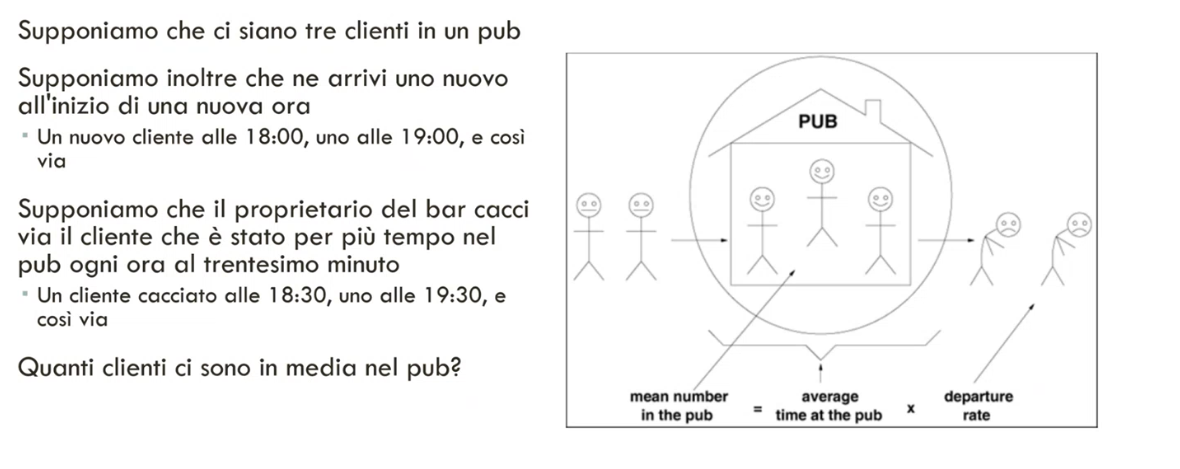 Supponiamo che ci siano tre clienti in un pub
Supponiamo inoltre che ne arrivi uno nuovo
all'inizio di una nuova ora
▪ Un nuovo cliente alle 18:00, uno alle 19:00, e così
via
Supponiamo che il proprietario del bar cacci
via il cliente che è stato per più tempo nel
pub ogni ora al trentesimo minuto
▪ Un cliente cacciato alle 18:30, uno alle 19:30, e
così via
Quanti clienti ci sono in media nel pub?
PUB
mean number
in the pub
=
average
time at the pub
x
departure
rate